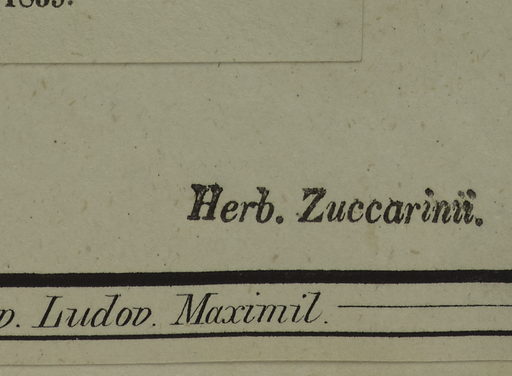 Herb. Zuccarinii.
Ludov. Maximil.